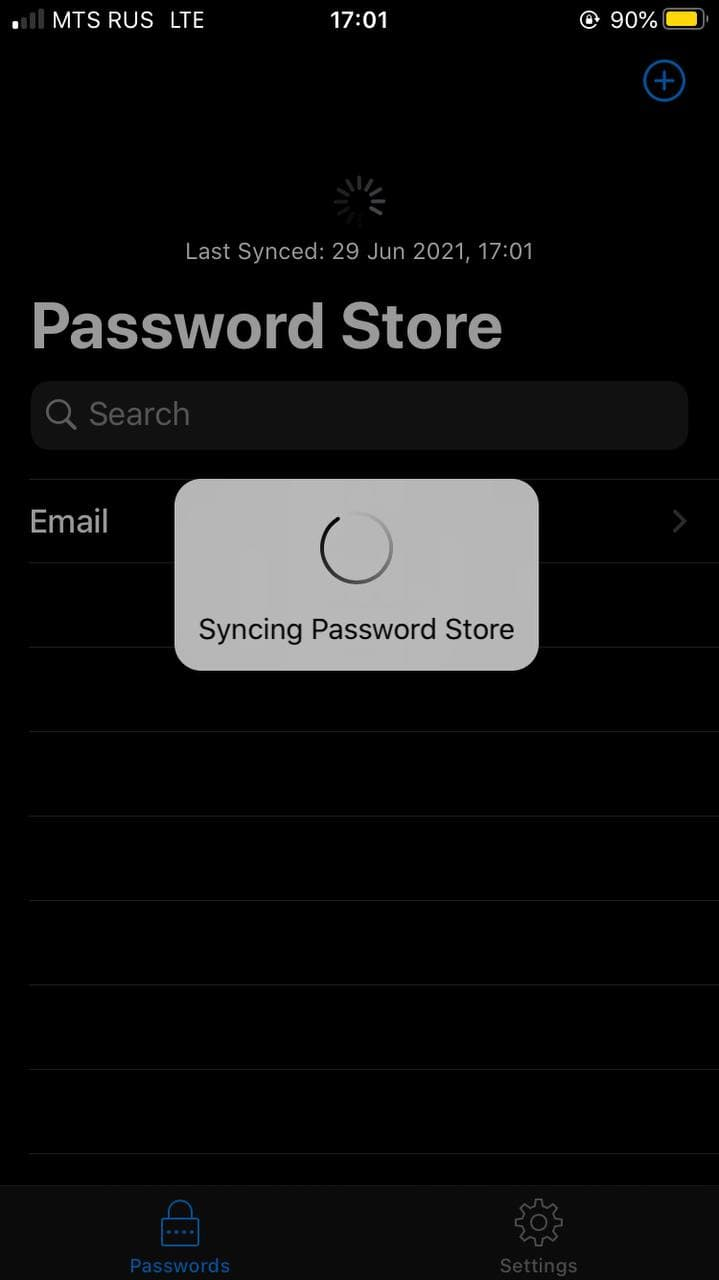 MTS RUS LTE 17:01 90%
Last Synced: 29 Jun 2021, 17:01
Password Store
Search
Email
Syncing Password Store
Passwords Settings